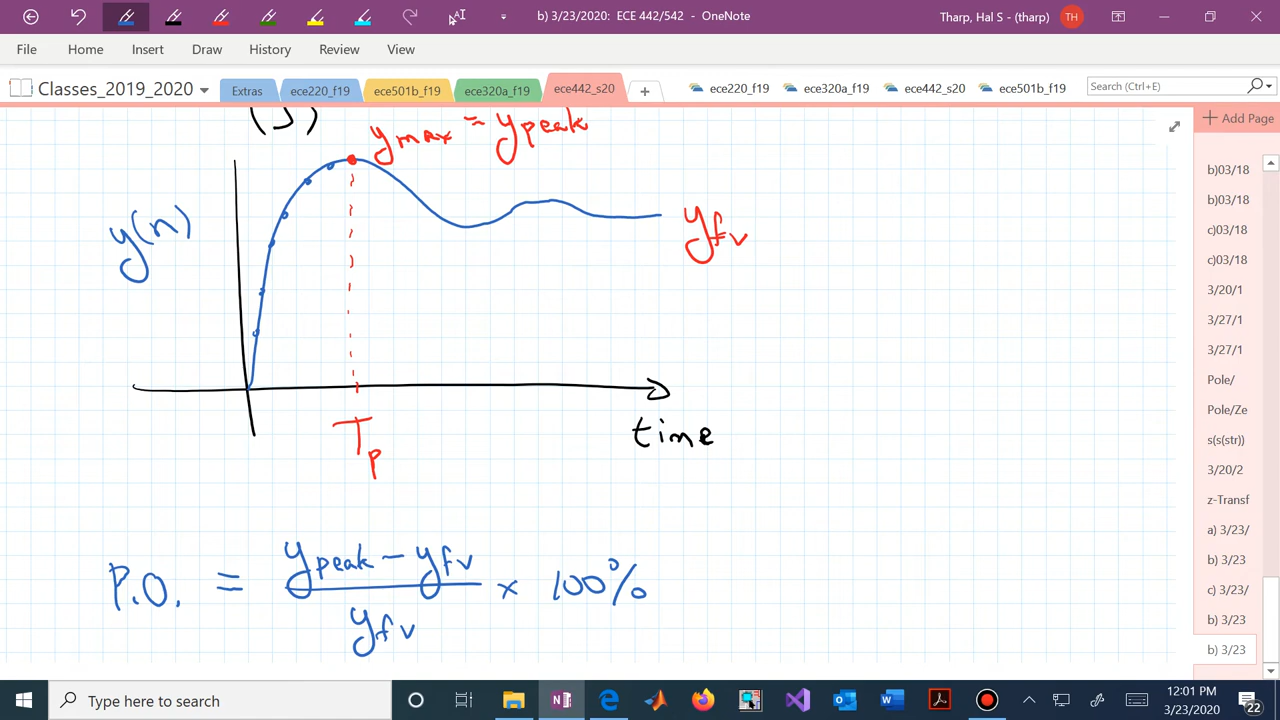 b) 3/23/2020: ECE 442/542 - OneNote
Tharp, Hal S - (tharp) TH
File Home Insert Draw History Review View
Classes_2019_2020 Extras ece220_f19 ece501b_f19 ece320a_f19 ece442_s20 + ece220_f19 ece320a_f19 ece442_s20 ece501b_f19 Search (Ctrl+E)
Add Page
b)03/18
b)03/18
c)03/18
c)03/18
3/20/1
3/27/1
3/27/1
Pole/
Pole/Ze
s(s(str))
3/20/2
z-Transf
a) 3/23/
b) 3/23
c) 3/23/
b) 3/23
b) 3/23
ymax = ypeak
y(n)
yfv
time
Tp
P.O. = ypeak - yfv
yfv
× 100%
Type here to search
12:01 PM
3/23/2020
22